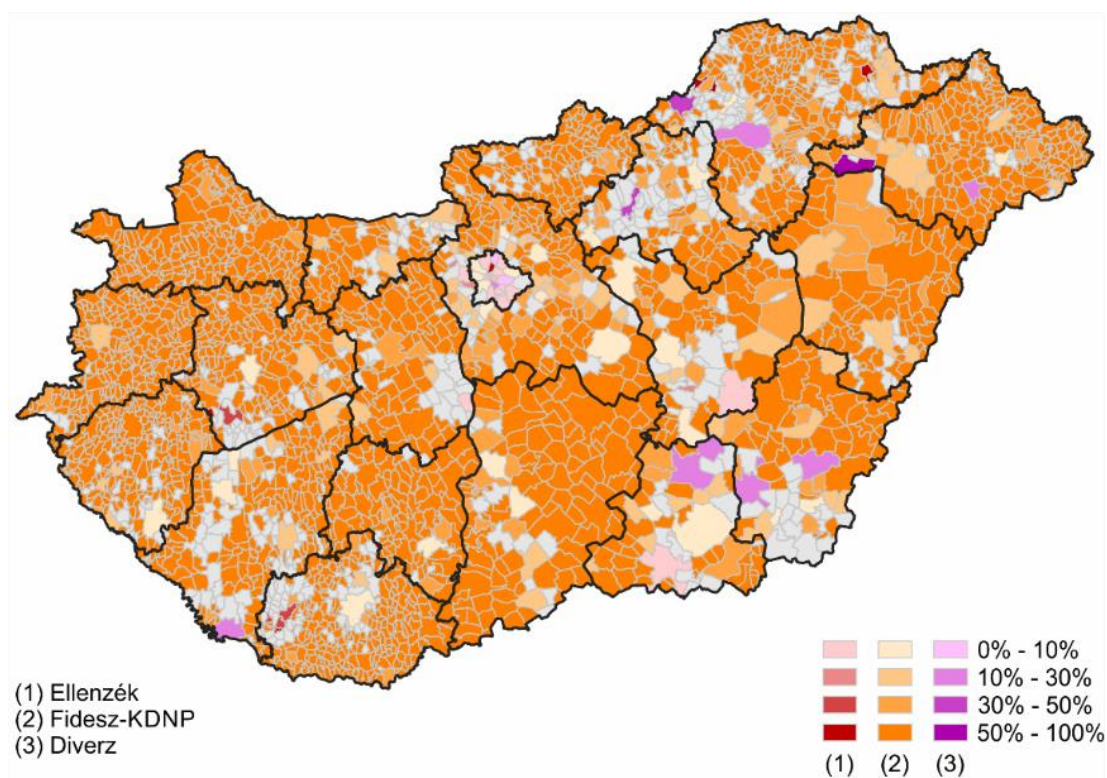 0% - 10%
10% - 30%
30% - 50%
50% - 100%
(1) (2) (3)
(1) Ellenzék
(2) Fidesz-KDNP
(3) Diverz